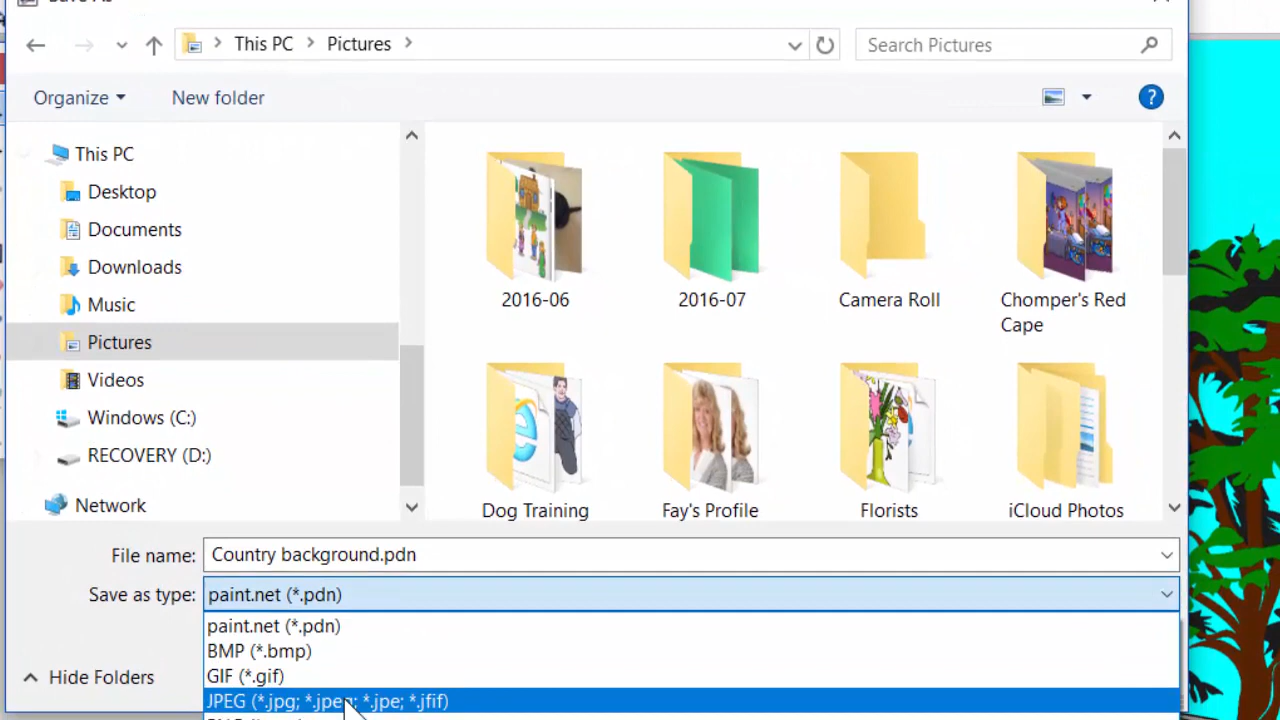 This PC
Pictures
Search Pictures
Organize
New folder
This PC
Desktop
Documents
Downloads
Music
Pictures
Videos
Windows (C:)
RECOVERY (D:)
Network
2016-06
2016-07
Camera Roll
Chomper's Red
Cape
Dog Training
Fay's Profile
Florists
iCloud Photos
File name:
Country background.pdn
Save as type:
paint.net (*.pdn)
paint.net (*.pdn)
BMP (*.bmp)
GIF (*.gif)
JPEG (*.jpg; *.jpeg; *.jpe; *.jfif)
Hide Folders